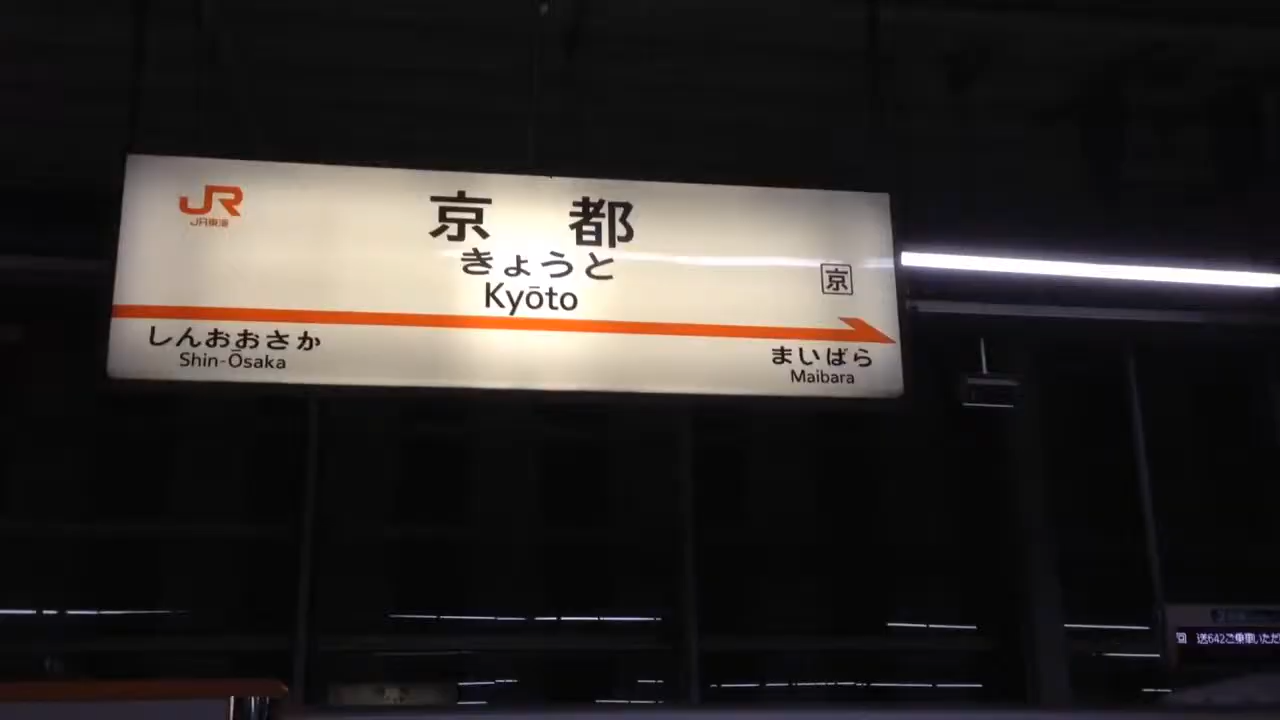 JR
JR東海
京都
きょうと
Kyōto
京
しんおおさか
Shin-Ōsaka
まいばら
Maibara
642ご乗車いただ